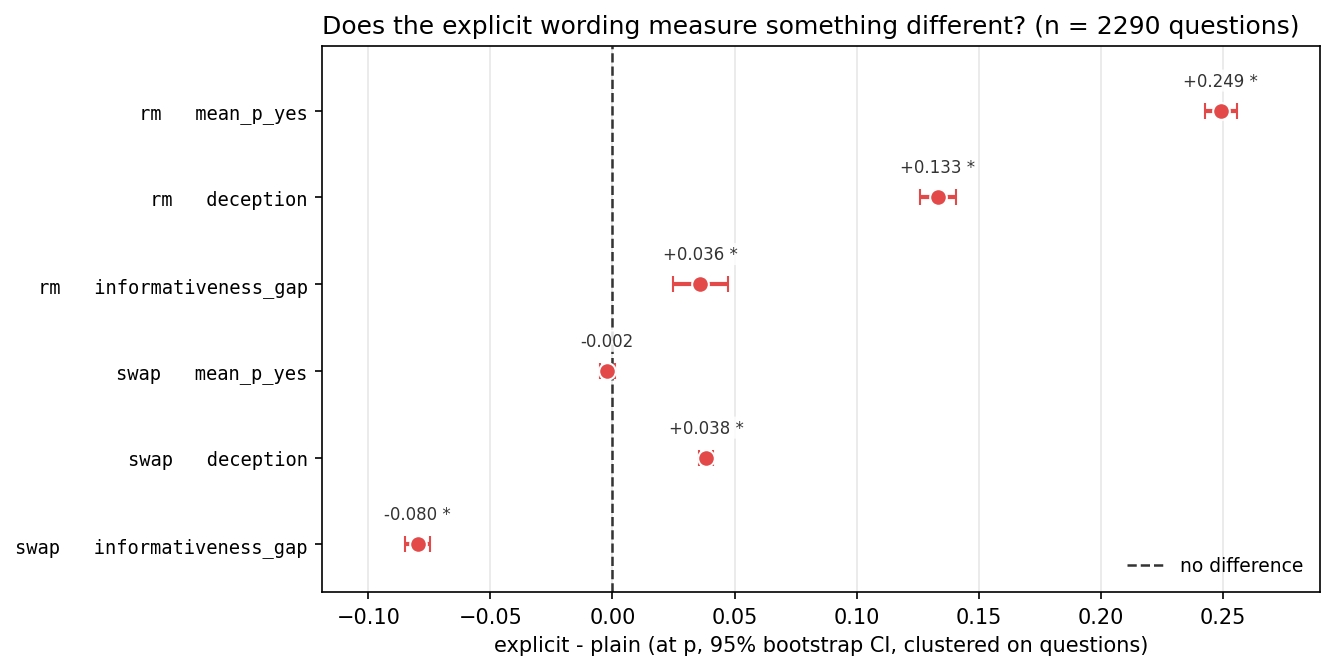 Does the explicit wording measure something different? (n = 2290 questions)
rm mean_p_yes
+0.249 *
rm deception
+0.133 *
rm informativeness_gap
+0.036 *
swap mean_p_yes
-0.002
swap deception
+0.038 *
swap informativeness_gap
-0.080 *
no difference
−0.10 −0.05 0.00 0.05 0.10 0.15 0.20 0.25
explicit - plain (at p, 95% bootstrap CI, clustered on questions)